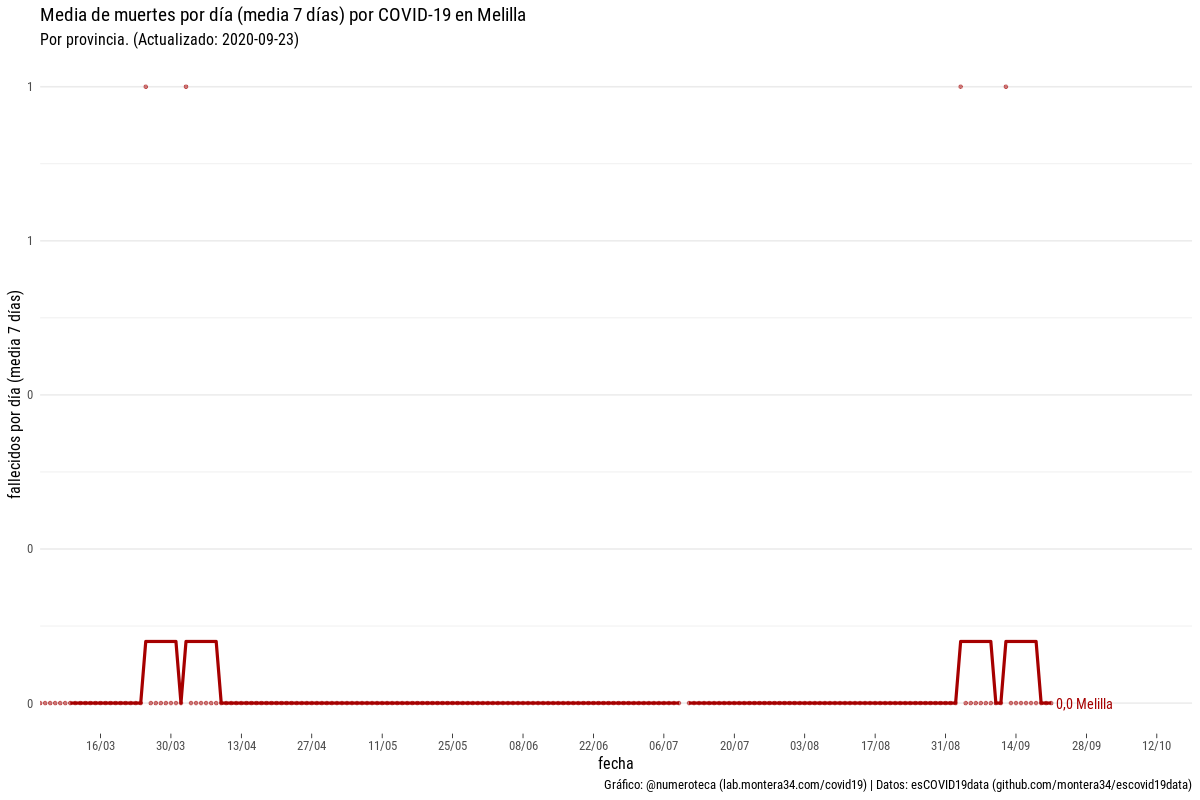 Media de muertes por día (media 7 días) por COVID-19 en Melilla
Por provincia. (Actualizado: 2020-09-23)
1
1
0
0
0
fallecidos por día (media 7 días)
0,0 Melilla
16/03 30/03 13/04 27/04 11/05 25/05 08/06 22/06 06/07 20/07 03/08 17/08 31/08 14/09 28/09 12/10
fecha
Gráfico: @numeroteca (lab.montera34.com/covid19) | Datos: esCOVID19data (github.com/montera34/escovid19data)